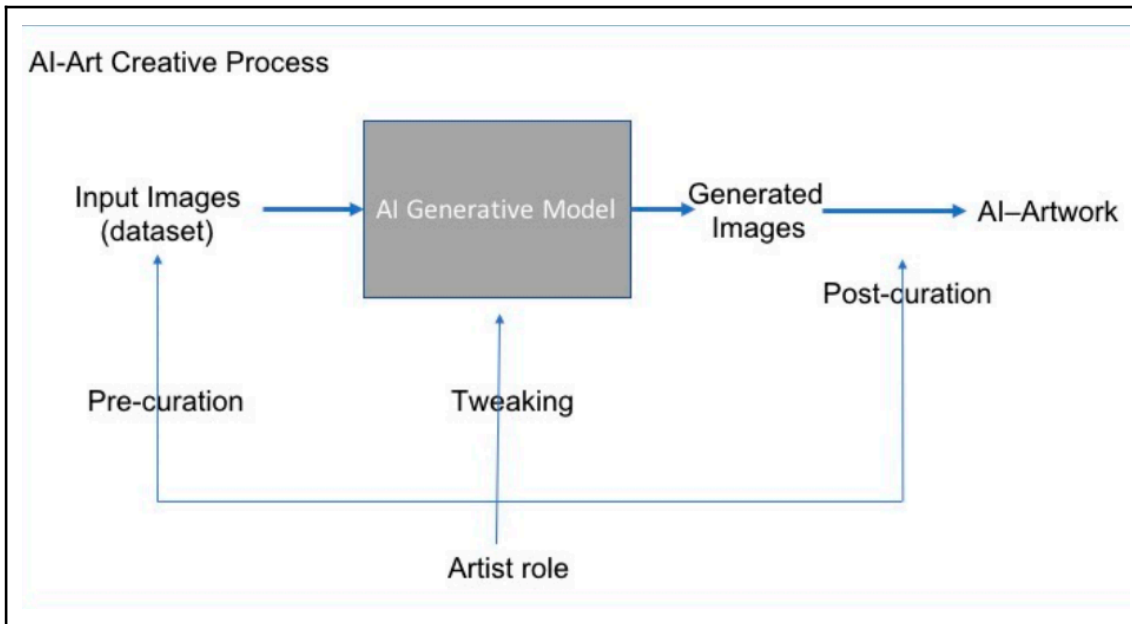 AI-Art Creative Process
Input Images
(dataset)
AI Generative Model
Generated
Images
AI–Artwork
Post-curation
Pre-curation
Tweaking
Artist role